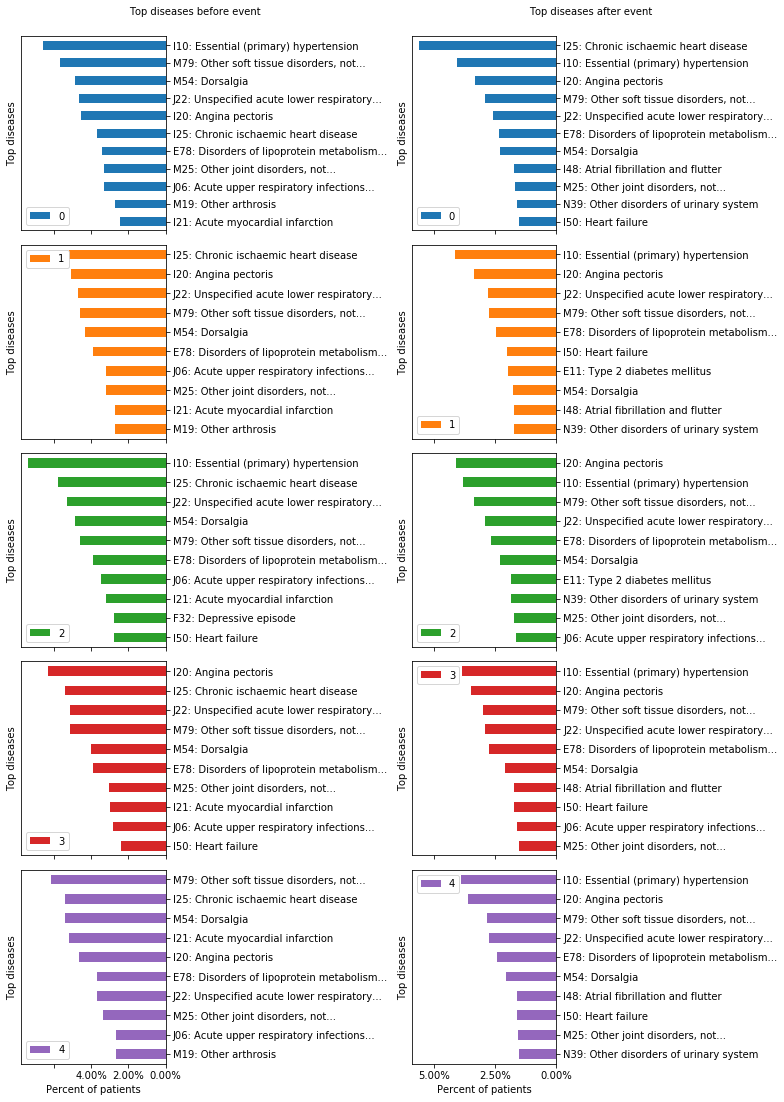 Top diseases before event
Top diseases
I10: Essential (primary) hypertension
M79: Other soft tissue disorders, not...
M54: Dorsalgia
J22: Unspecified acute lower respiratory...
I20: Angina pectoris
I25: Chronic ischaemic heart disease
E78: Disorders of lipoprotein metabolism...
M25: Other joint disorders, not...
J06: Acute upper respiratory infections...
M19: Other arthrosis
I21: Acute myocardial infarction
0
Top diseases after event
Top diseases
I25: Chronic ischaemic heart disease
I10: Essential (primary) hypertension
I20: Angina pectoris
M79: Other soft tissue disorders, not...
J22: Unspecified acute lower respiratory...
E78: Disorders of lipoprotein metabolism...
M54: Dorsalgia
I48: Atrial fibrillation and flutter
M25: Other joint disorders, not...
N39: Other disorders of urinary system
I50: Heart failure
0
Top diseases
1
I25: Chronic ischaemic heart disease
I20: Angina pectoris
J22: Unspecified acute lower respiratory...
M79: Other soft tissue disorders, not...
M54: Dorsalgia
E78: Disorders of lipoprotein metabolism...
J06: Acute upper respiratory infections...
M25: Other joint disorders, not...
I21: Acute myocardial infarction
M19: Other arthrosis
Top diseases
I10: Essential (primary) hypertension
I20: Angina pectoris
J22: Unspecified acute lower respiratory...
M79: Other soft tissue disorders, not...
E78: Disorders of lipoprotein metabolism...
I50: Heart failure
E11: Type 2 diabetes mellitus
M54: Dorsalgia
I48: Atrial fibrillation and flutter
N39: Other disorders of urinary system
1
Top diseases
I10: Essential (primary) hypertension
I25: Chronic ischaemic heart disease
J22: Unspecified acute lower respiratory...
M54: Dorsalgia
M79: Other soft tissue disorders, not...
E78: Disorders of lipoprotein metabolism...
J06: Acute upper respiratory infections...
I21: Acute myocardial infarction
F32: Depressive episode
I50: Heart failure
2
Top diseases
I20: Angina pectoris
I10: Essential (primary) hypertension
M79: Other soft tissue disorders, not...
J22: Unspecified acute lower respiratory...
E78: Disorders of lipoprotein metabolism...
M54: Dorsalgia
E11: Type 2 diabetes mellitus
N39: Other disorders of urinary system
M25: Other joint disorders, not...
J06: Acute upper respiratory infections...
2
Top diseases
I20: Angina pectoris
I25: Chronic ischaemic heart disease
J22: Unspecified acute lower respiratory...
M79: Other soft tissue disorders, not...
M54: Dorsalgia
E78: Disorders of lipoprotein metabolism...
M25: Other joint disorders, not...
I21: Acute myocardial infarction
J06: Acute upper respiratory infections...
I50: Heart failure
3
Top diseases
3
I10: Essential (primary) hypertension
I20: Angina pectoris
M79: Other soft tissue disorders, not...
J22: Unspecified acute lower respiratory...
E78: Disorders of lipoprotein metabolism...
M54: Dorsalgia
I48: Atrial fibrillation and flutter
I50: Heart failure
J06: Acute upper respiratory infections...
M25: Other joint disorders, not...
Top diseases
M79: Other soft tissue disorders, not...
I25: Chronic ischaemic heart disease
M54: Dorsalgia
I21: Acute myocardial infarction
I20: Angina pectoris
E78: Disorders of lipoprotein metabolism...
J22: Unspecified acute lower respiratory...
M25: Other joint disorders, not...
J06: Acute upper respiratory infections...
M19: Other arthrosis
4
4.00% 2.00% 0.00%
Percent of patients
Top diseases
4
I10: Essential (primary) hypertension
I20: Angina pectoris
M79: Other soft tissue disorders, not...
J22: Unspecified acute lower respiratory...
E78: Disorders of lipoprotein metabolism...
M54: Dorsalgia
I48: Atrial fibrillation and flutter
I50: Heart failure
M25: Other joint disorders, not...
N39: Other disorders of urinary system
5.00% 2.50% 0.00%
Percent of patients